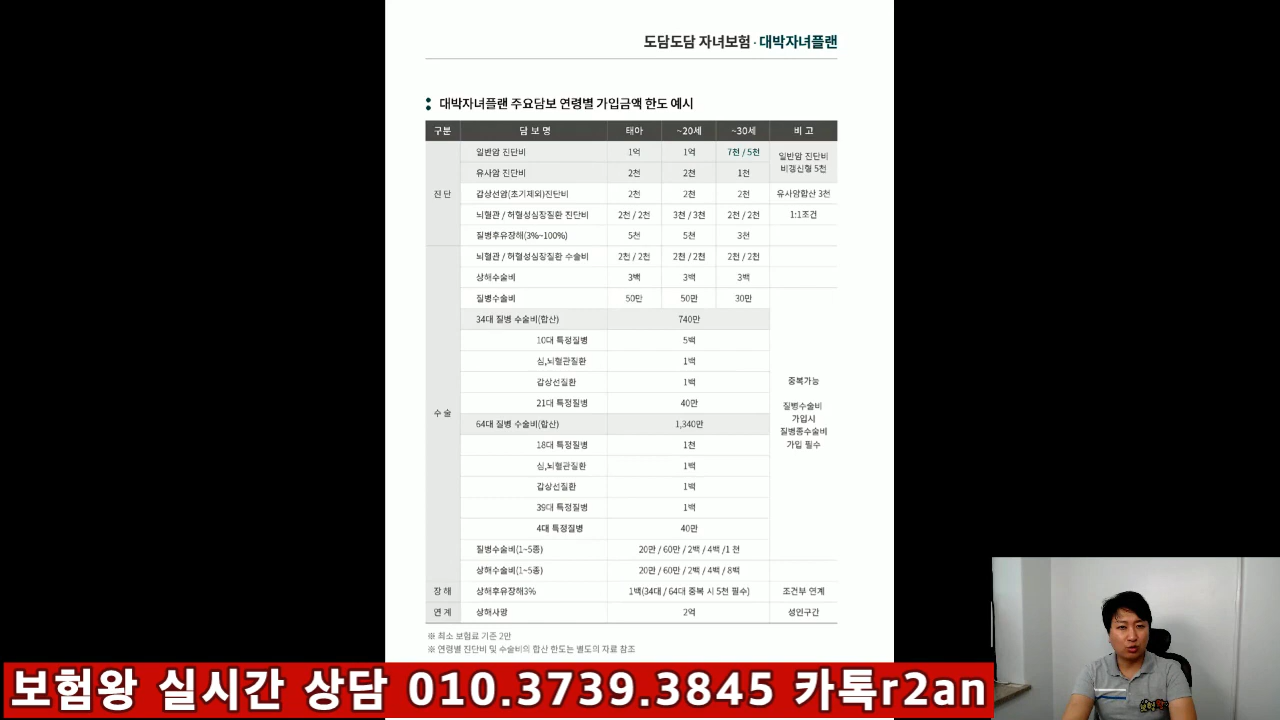 도담도담 자녀보험 · 대박자녀플랜
대박자녀플랜 주요담보 연령별 가입금액 한도 예시
구분 담 보 명 태아 ~20세 ~30세 비 고
진 단
일반암 진단비 1억 1억 7천 / 5천
일반암 진단비
비갱신형 5천
유사암 진단비 2천 2천 1천
갑상선암(초기제외)진단비 2천 2천 2천 유사암합산 3천
뇌혈관 / 허혈성심장질환 진단비 2천 / 2천 3천 / 3천 2천 / 2천 1:1조건
질병후유장해(3%~100%) 5천 5천 3천
수 술
뇌혈관 / 허혈성심장질환 수술비 2천 / 2천 2천 / 2천 2천 / 2천
상해수술비 3백 3백 3백
질병수술비 50만 50만 30만
34대 질병 수술비(합산) 740만
10대 특정질병 5백
심,뇌혈관질환 1백
갑상선질환 1백
21대 특정질병 40만
중복가능
질병수술비
가입시
질병종수술비
가입 필수
64대 질병 수술비(합산) 1,340만
18대 특정질병 1천
심,뇌혈관질환 1백
갑상선질환 1백
39대 특정질병 1백
4대 특정질병 40만
질병수술비(1~5종) 20만 / 60만 / 2백 / 4백 /1 천
상해수술비(1~5종) 20만 / 60만 / 2백 / 4백 / 8백
장 해 상해후유장해3% 1백(34대 / 64대 중복 시 5천 필수) 조건부 연계
연 계 상해사망 2억 성인구간
※ 최소 보험료 기준 2만
※ 연령별 진단비 및 수술비의 합산 한도는 별도의 자료 참조
보험왕 실시간 상담 010.3739.3845 카톡r2an